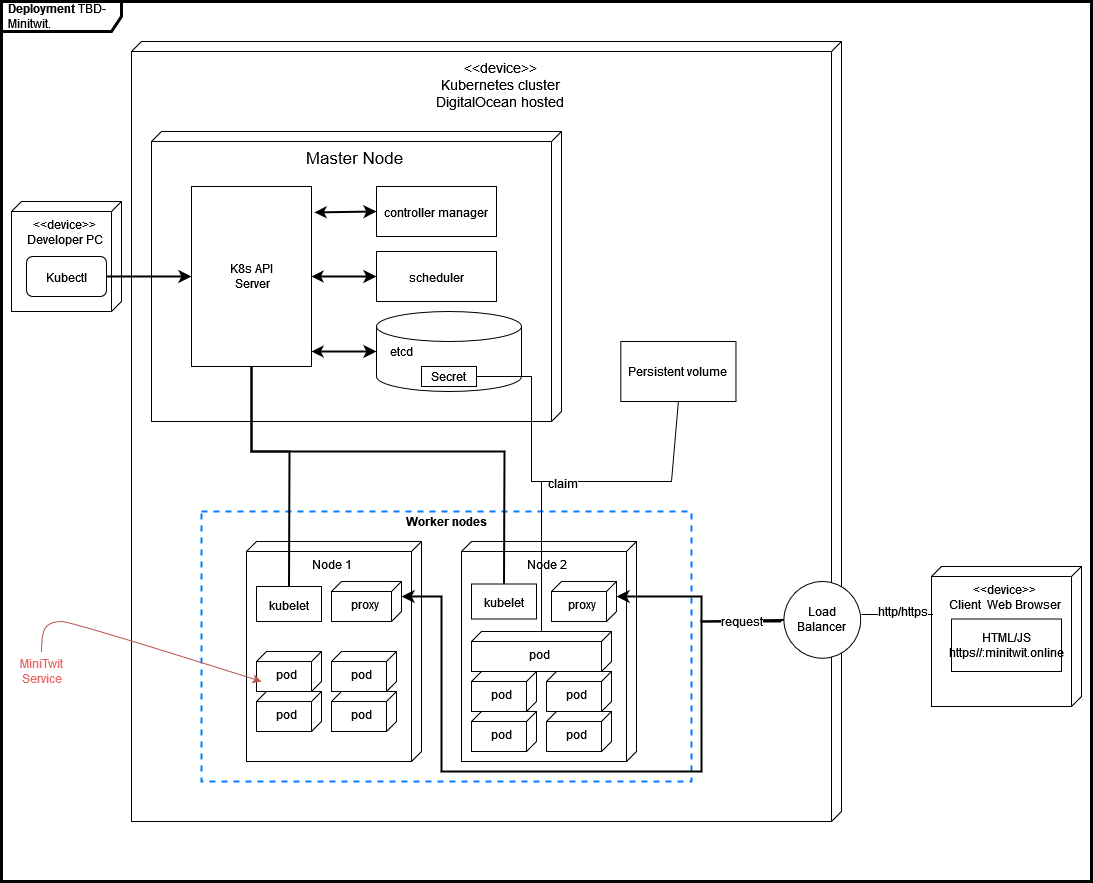 Deployment TBD-
Minitwit.
<<device>>
Kubernetes cluster
DigitalOcean hosted
Master Node
<<device>>
Developer PC
Kubectl
K8s API
Server
controller manager
scheduler
etcd
Secret
Persistent volume
claim
Worker nodes
Node 1
kubelet
proxy
pod
pod
pod
pod
Node 2
kubelet
proxy
pod
pod
pod
pod
pod
MiniTwit
Service
request
Load
Balancer
http/https
<<device>>
Client Web Browser
HTML/JS
https//:minitwit.online